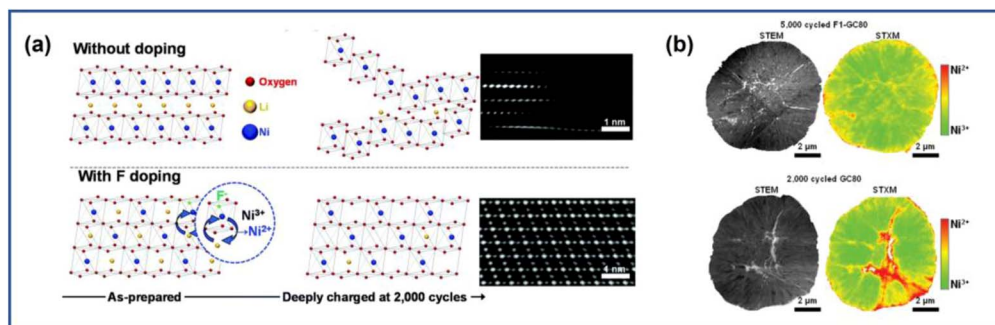 (a)
Without doping
Oxygen
Li
Ni
1 nm
With F doping
F⁻
Ni³⁺
→Ni²⁺
1 nm
As-prepared
Deeply charged at 2,000 cycles
(b)
5,000 cycled F1-GC80
STEM STXM
Ni²⁺
Ni³⁺
2 μm 2 μm
2,000 cycled GC80
STEM STXM
Ni²⁺
Ni³⁺
2 μm 2 μm